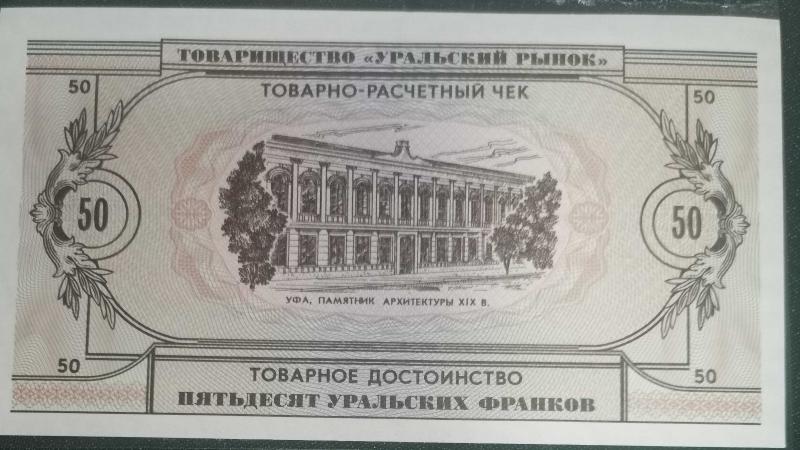 ТОВАРИЩЕСТВО «УРАЛЬСКИЙ РЫНОК»
50
ТОВАРНО-РАСЧЕТНЫЙ ЧЕК
50
50
50
УФА, ПАМЯТНИК АРХИТЕКТУРЫ XIX В.
50
ТОВАРНОЕ ДОСТОИНСТВО
50
ПЯТЬДЕСЯТ УРАЛЬСКИХ ФРАНКОВ